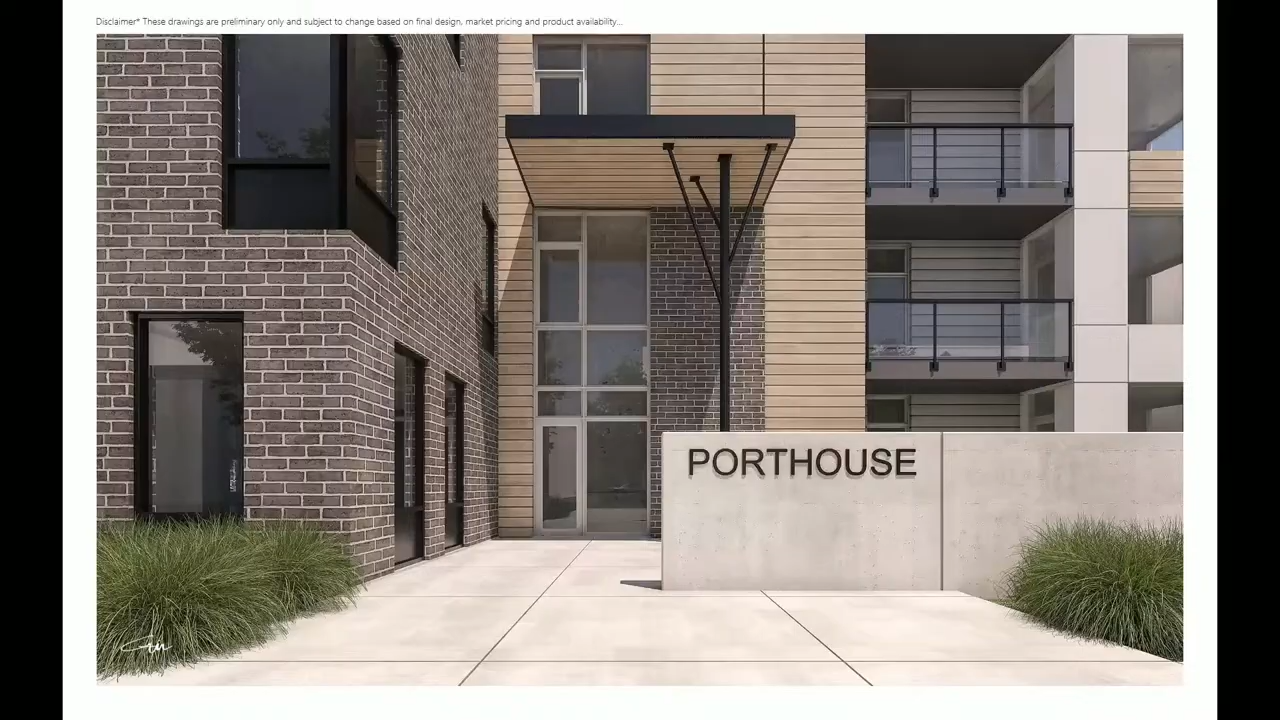 Disclaimer* These drawings are preliminary only and subject to change based on final design, market pricing and product availability...
PORTHOUSE